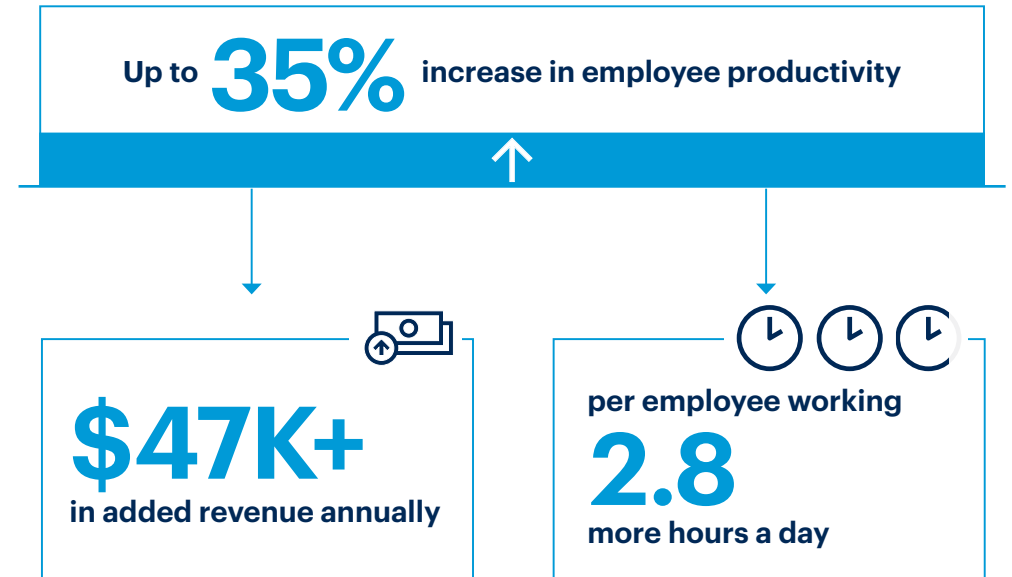 Up to 35% increase in employee productivity
$47K+
in added revenue annually
per employee working
2.8
more hours a day